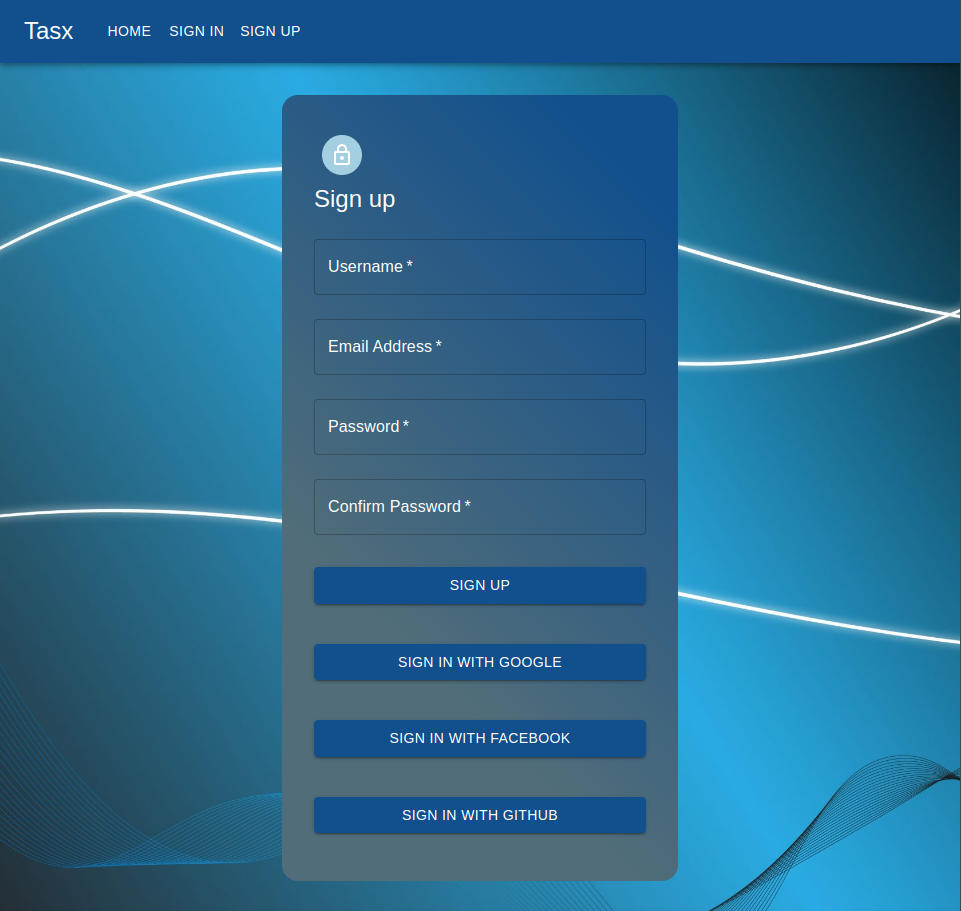 Tasx HOME SIGN IN SIGN UP
Sign up
Username *
Email Address *
Password *
Confirm Password *
SIGN UP
SIGN IN WITH GOOGLE
SIGN IN WITH FACEBOOK
SIGN IN WITH GITHUB